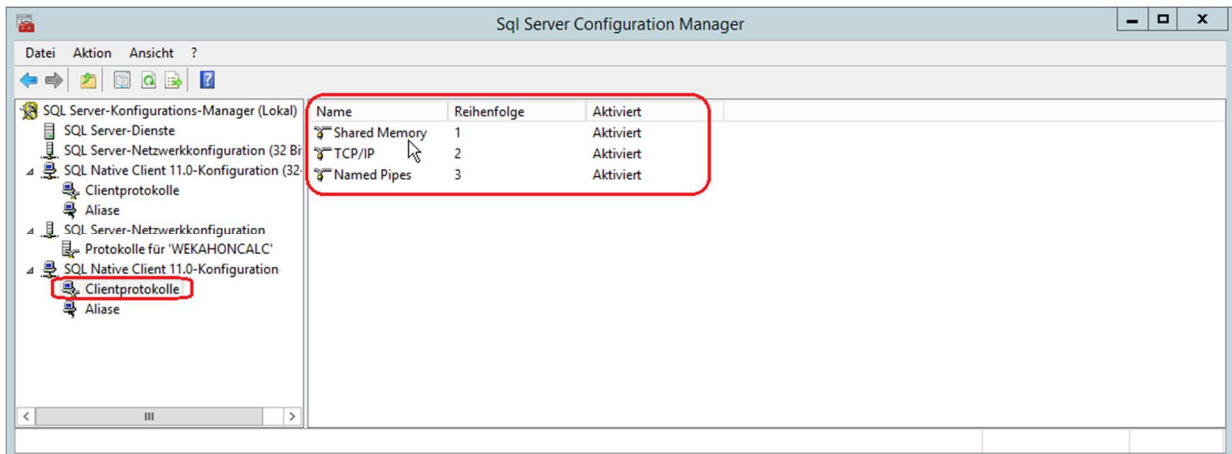 Sql Server Configuration Manager
Datei Aktion Ansicht ?
SQL Server-Konfigurations-Manager (Lokal)
SQL Server-Dienste
SQL Server-Netzwerkkonfiguration (32 Bi
SQL Native Client 11.0-Konfiguration (32-
Clientprotokolle
Aliase
SQL Server-Netzwerkkonfiguration
Protokolle für 'WEKAHONCALC'
SQL Native Client 11.0-Konfiguration
Clientprotokolle
Aliase
Name Reihenfolge Aktiviert
Shared Memory 1 Aktiviert
TCP/IP 2 Aktiviert
Named Pipes 3 Aktiviert